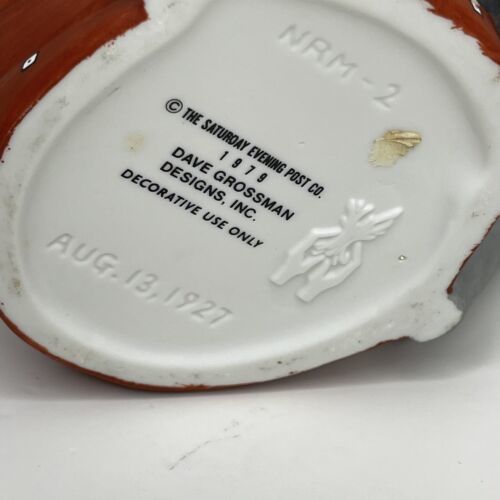 NRM-2
© THE SATURDAY EVENING POST CO.
1979
DAVE GROSSMAN
DESIGNS, INC.
DECORATIVE USE ONLY
AUG. 13, 1927